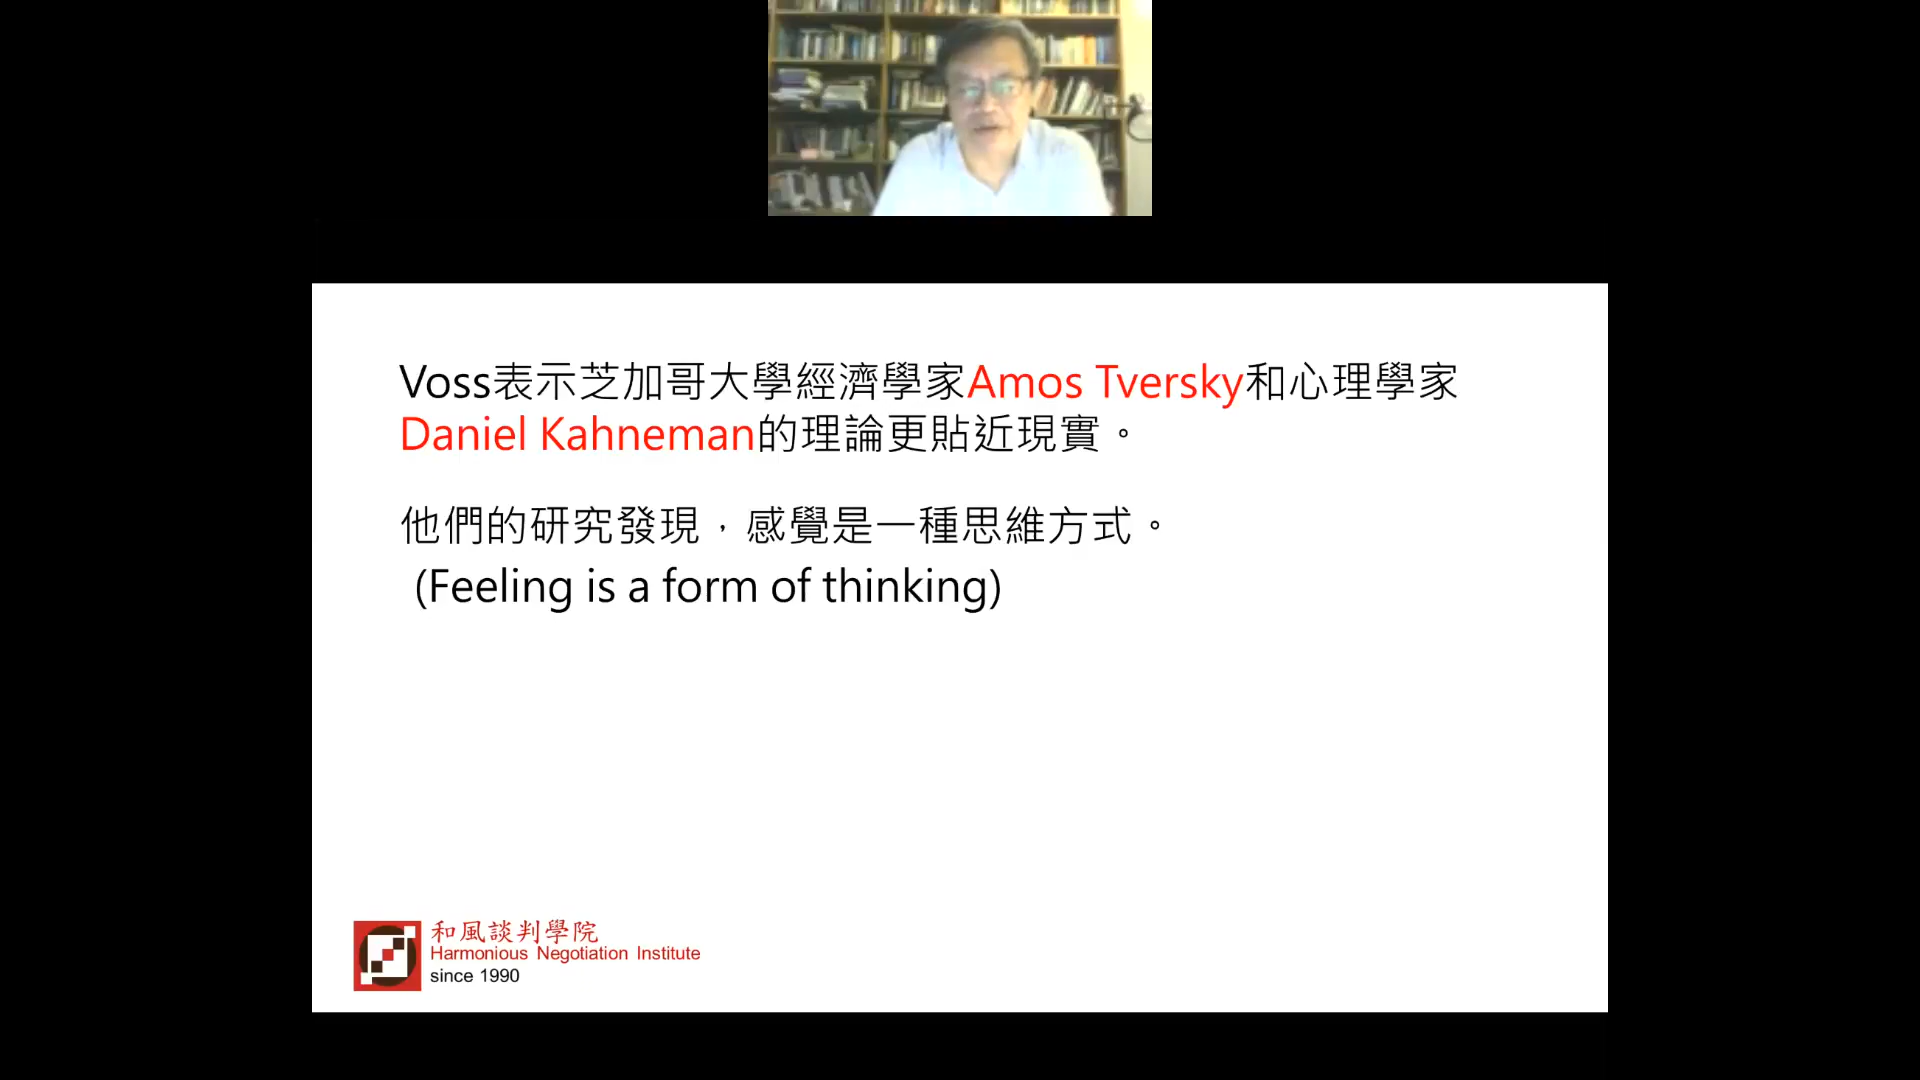 Voss表示芝加哥大學經濟學家Amos Tversky和心理學家
Daniel Kahneman的理論更貼近現實。
他們的研究發現，感覺是一種思維方式。
(Feeling is a form of thinking)
和風談判學院
Harmonious Negotiation Institute
since 1990